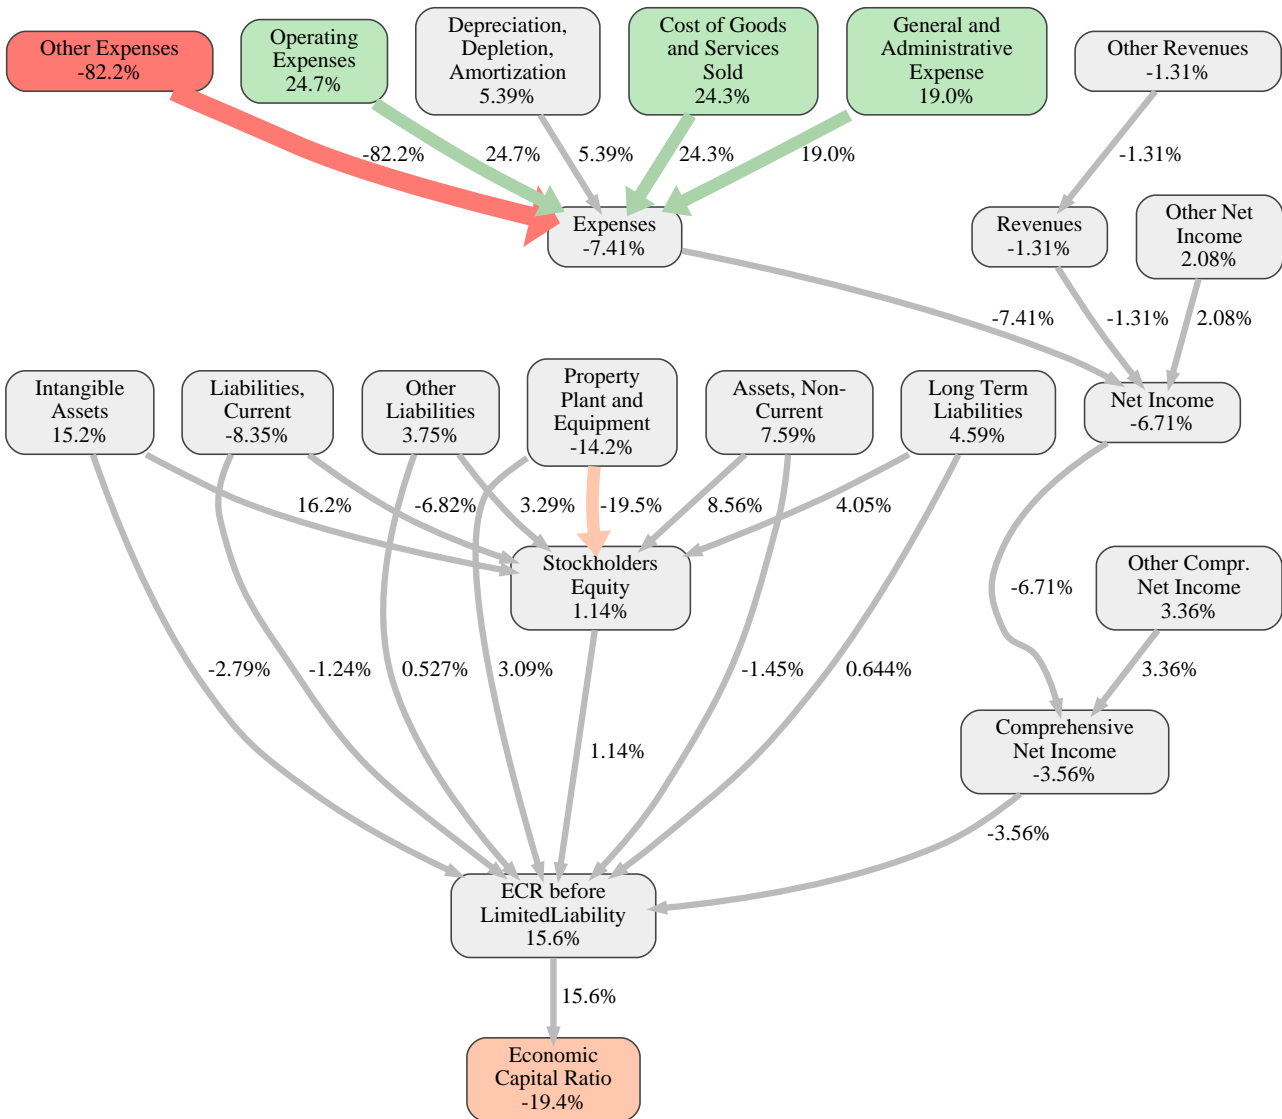 Other Expenses
-82.2%
Operating
Expenses
24.7%
Depreciation,
Depletion,
Amortization
5.39%
Cost of Goods
and Services
Sold
24.3%
General and
Administrative
Expense
19.0%
Other Revenues
-1.31%
-82.2%
24.7%
5.39%
24.3%
19.0%
-1.31%
Expenses
-7.41%
Revenues
-1.31%
Other Net
Income
2.08%
-7.41%
-1.31%
2.08%
Intangible
Assets
15.2%
Liabilities,
Current
-8.35%
Other
Liabilities
3.75%
Property
Plant and
Equipment
-14.2%
Assets, Non-
Current
7.59%
Long Term
Liabilities
4.59%
Net Income
-6.71%
16.2%
-6.82%
3.29%
-19.5%
8.56%
4.05%
Stockholders
Equity
1.14%
-6.71%
Other Compr.
Net Income
3.36%
-2.79%
-1.24%
0.527%
3.09%
-1.45%
0.644%
3.36%
1.14%
Comprehensive
Net Income
-3.56%
-3.56%
ECR before
LimitedLiability
15.6%
15.6%
Economic
Capital Ratio
-19.4%